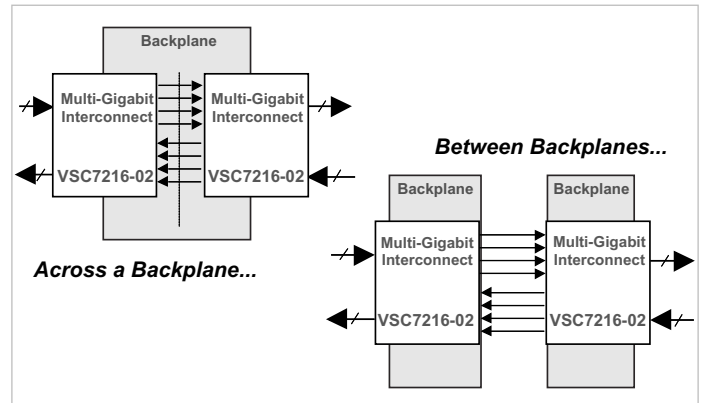 Backplane
Multi-Gigabit
Interconnect
VSC7216-02
Multi-Gigabit
Interconnect
VSC7216-02
Across a Backplane...
Between Backplanes...
Backplane
Multi-Gigabit
Interconnect
VSC7216-02
Backplane
Multi-Gigabit
Interconnect
VSC7216-02